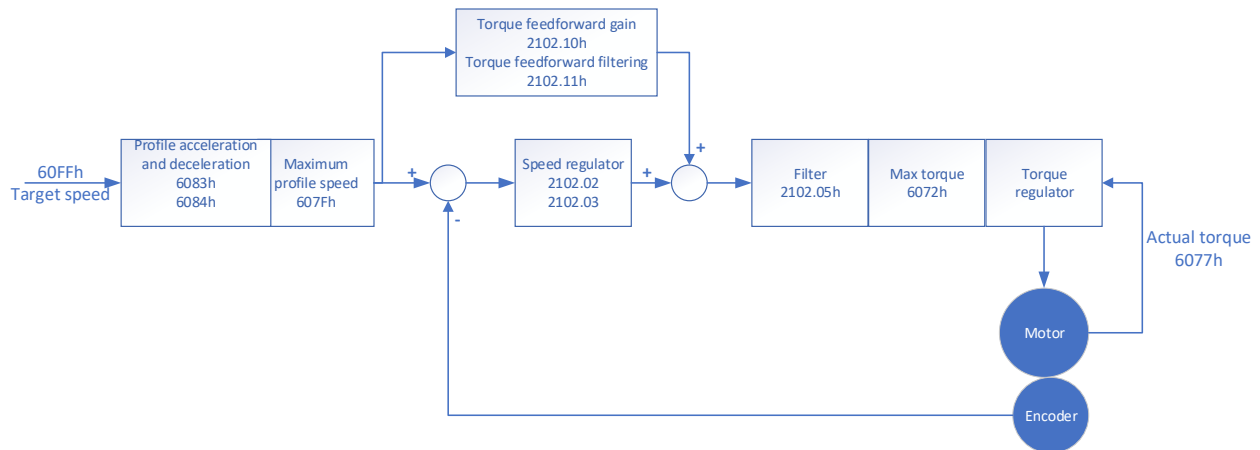 Torque feedforward gain
2102.10h
Torque feedforward filtering
2102.11h
60FFh
Target speed
Profile acceleration
and deceleration
6083h
6084h
Maximum
profile speed
607Fh
+
-
Speed regulator
2102.02
2102.03
+
+
Filter
2102.05h
Max torque
6072h
Torque
regulator
Actual torque
6077h
Motor
Encoder